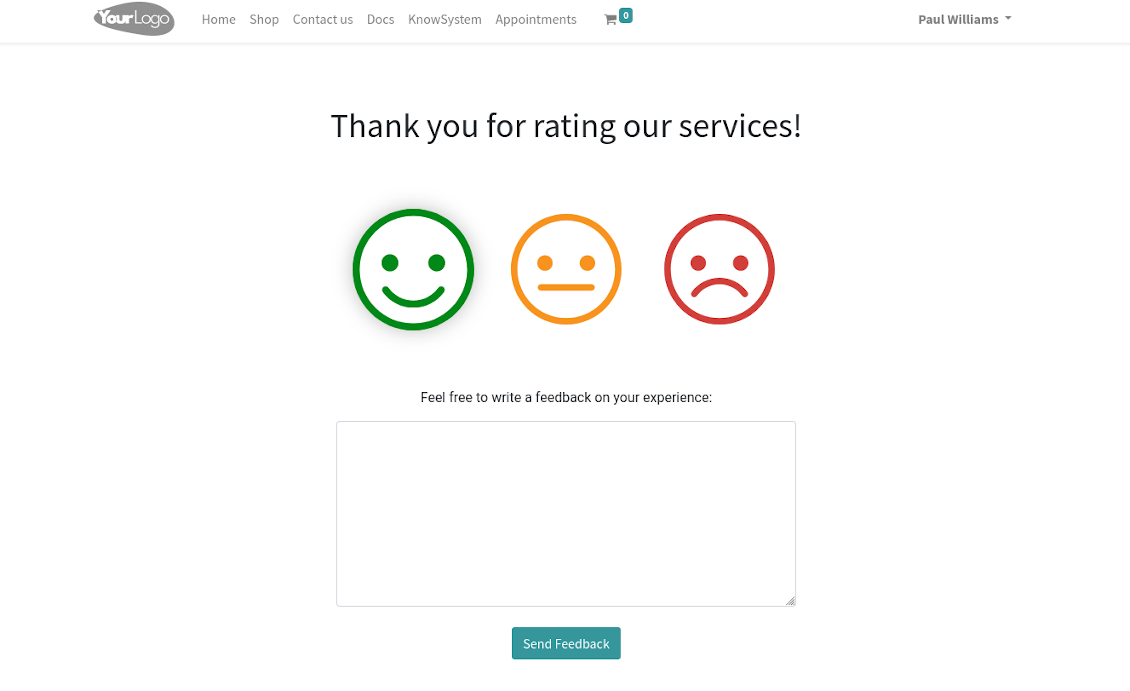 YourLogo Home Shop Contact us Docs KnowSystem Appointments 0 Paul Williams
Thank you for rating our services!
Feel free to write a feedback on your experience:
Send Feedback